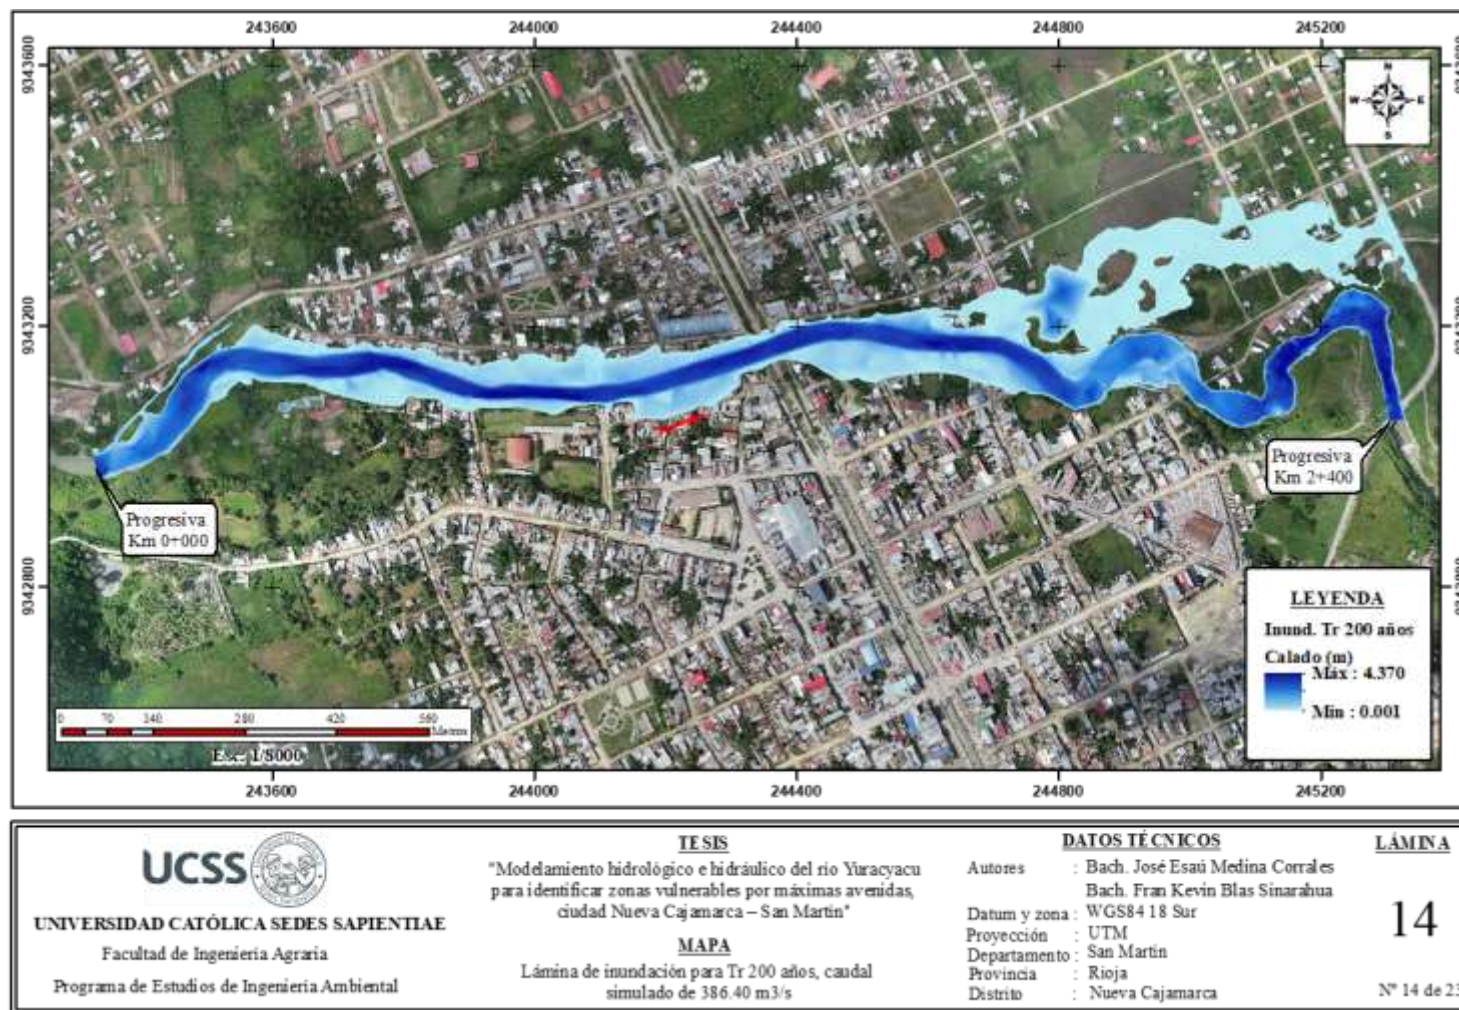 243600 244000 244400 244800 245200
9343600
9343200
9342800
N
W E
S
Progresiva
Km 0+000
Progresiva
Km 2+400
LEYENDA
Inund. Tr 200 años
Calado (m)
Máx : 4.370
Min : 0.001
0 70 140 280 420 560
Metros
Esc: 1/8000
243600 244000 244400 244800 245200
UCSS
UNIVERSIDAD CATÓLICA SEDES SAPIENTIAE
Facultad de Ingeniería Agraria
Programa de Estudios de Ingeniería Ambiental
TESIS
"Modelamiento hidrológico e hidráulico del río Yuracyacu
para identificar zonas vulnerables por máximas avenidas,
ciudad Nueva Cajamarca – San Martín"
MAPA
Lámina de inundación para Tr 200 años, caudal
simulado de 386.40 m3/s
DATOS TÉCNICOS
Autores : Bach. José Esaú Medina Corrales
Bach. Fran Kevin Blas Sinarahua
Datum y zona : WGS84 18 Sur
Proyección : UTM
Departamento : San Martín
Provincia : Rioja
Distrito : Nueva Cajamarca
LÁMINA
14
N° 14 de 23